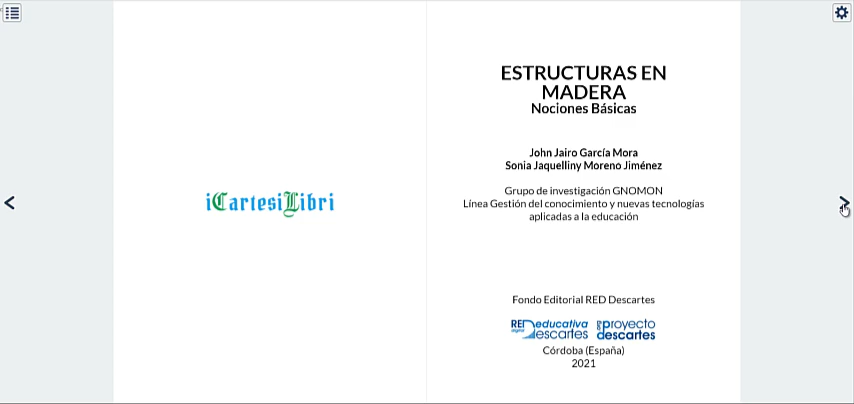 iCartesiLibri
ESTRUCTURAS EN
MADERA
Nociones Básicas
John Jairo García Mora
Sonia Jaquelliny Moreno Jiménez
Grupo de investigación GNOMON
Línea Gestión del conocimiento y nuevas tecnologías
aplicadas a la educación
Fondo Editorial RED Descartes
RED educativa
digital Descartes
proyecto
descartes
Córdoba (España)
2021